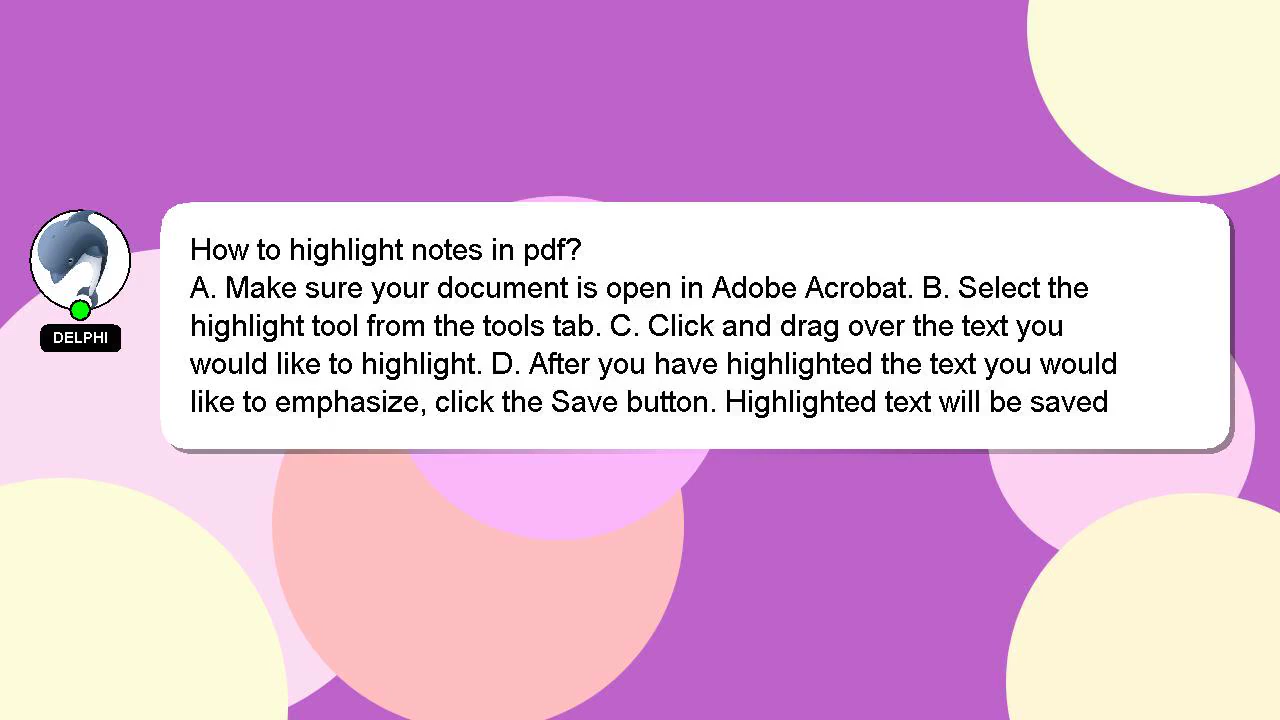 How to highlight notes in pdf?
A. Make sure your document is open in Adobe Acrobat. B. Select the
highlight tool from the tools tab. C. Click and drag over the text you
would like to highlight. D. After you have highlighted the text you would
like to emphasize, click the Save button. Highlighted text will be saved
DELPHI